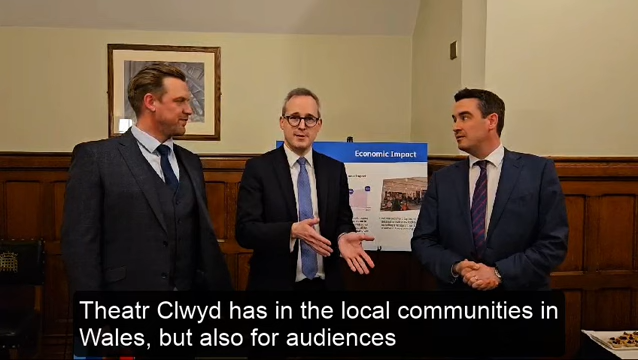 Economic Impact
Theatr Clwyd has in the local communities in
Wales, but also for audiences